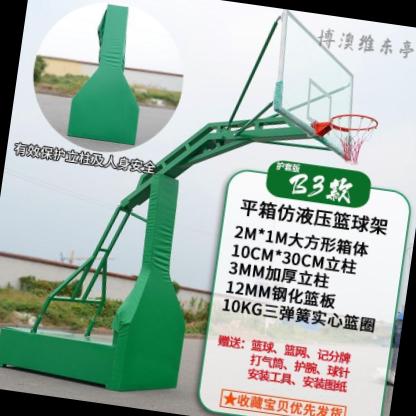 博澳维东亭
有效保护立柱及人身安全
护套版
B3款
平箱仿液压篮球架
2M*1M大方形箱体
10CM*30CM立柱
3MM加厚立柱
12MM钢化篮板
10KG三弹簧实心篮圈
赠送：篮球、篮网、记分牌
打气筒、护腕、球针
安装工具、安装图纸
★收藏宝贝优先发货